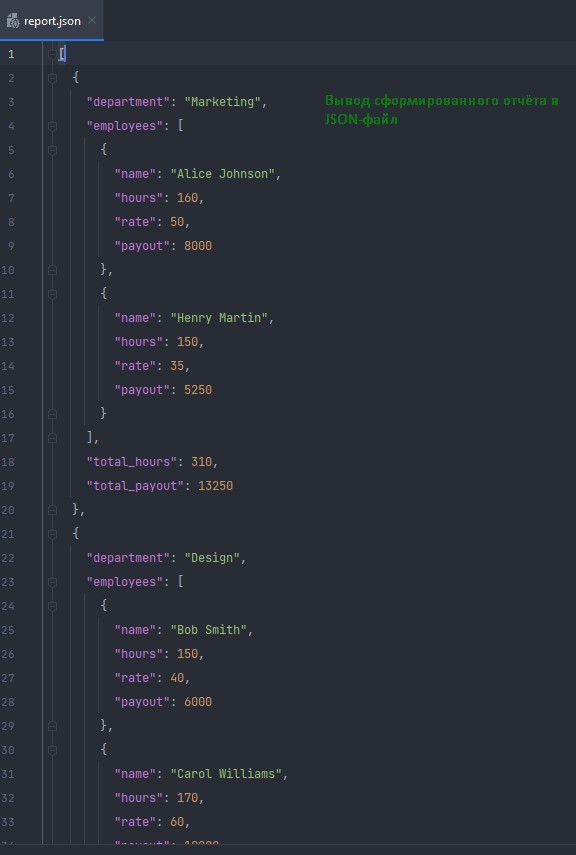 report.json
1 [
2 {
3 "department": "Marketing",
Вывод сформированного отчёта в
JSON-файл
4 "employees": [
5 {
6 "name": "Alice Johnson",
7 "hours": 160,
8 "rate": 50,
9 "payout": 8000
10 },
11 {
12 "name": "Henry Martin",
13 "hours": 150,
14 "rate": 35,
15 "payout": 5250
16 }
17 ],
18 "total_hours": 310,
19 "total_payout": 13250
20 },
21 {
22 "department": "Design",
23 "employees": [
24 {
25 "name": "Bob Smith",
26 "hours": 150,
27 "rate": 40,
28 "payout": 6000
29 },
30 {
31 "name": "Carol Williams",
32 "hours": 170,
33 "rate": 60,